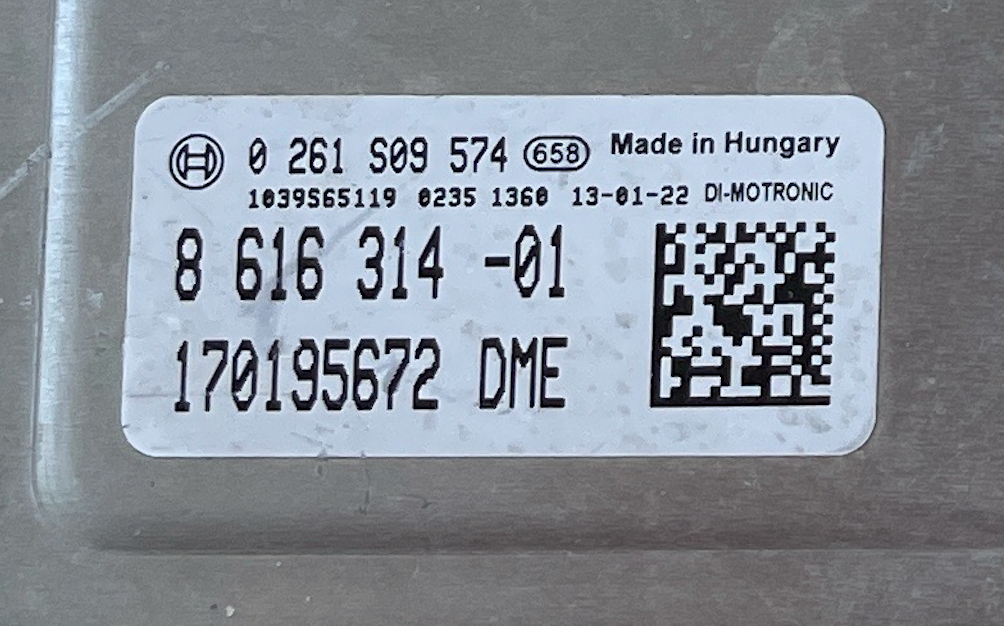 0 261 S09 574 658 Made in Hungary
1039S65119 0235 1360 13-01-22 DI-MOTRONIC
8 616 314 -01
170195672 DME